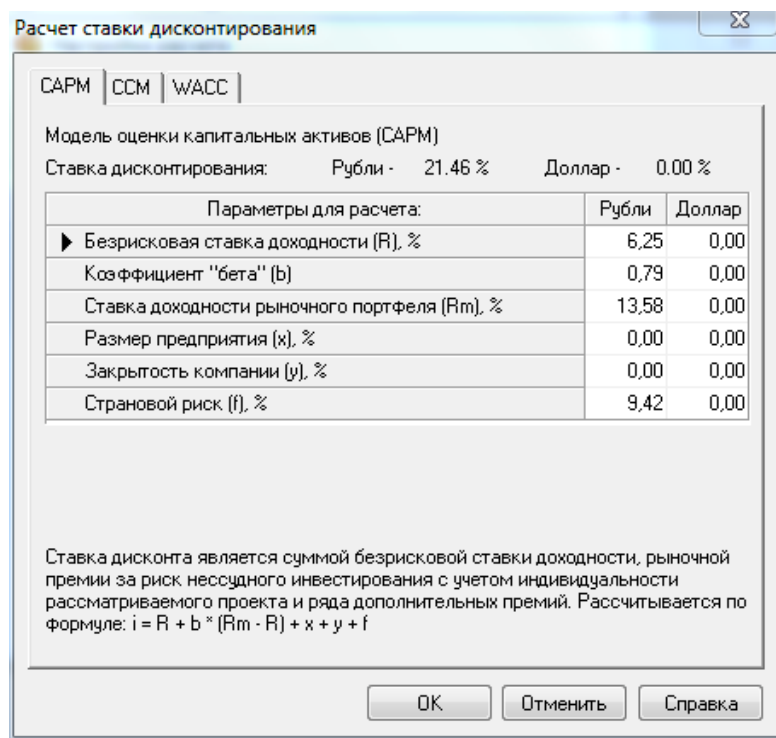 Расчет ставки дисконтирования
CAPM CCM WACC
Модель оценки капитальных активов (CAPM)
Ставка дисконтирования: Рубли - 21.46 % Доллар - 0.00 %
Параметры для расчета: Рубли Доллар
Безрисковая ставка доходности (R), % 6,25 0,00
Коэффициент "бета" (b) 0,79 0,00
Ставка доходности рыночного портфеля (Rm), % 13,58 0,00
Размер предприятия (x), % 0,00 0,00
Закрытость компании (y), % 0,00 0,00
Страновой риск (f), % 9,42 0,00
Ставка дисконта является суммой безрисковой ставки доходности, рыночной
премии за риск нессудного инвестирования с учетом индивидуальности
рассматриваемого проекта и ряда дополнительных премий. Рассчитывается по
формуле: i = R + b * (Rm - R) + x + y + f
OK Отменить Справка